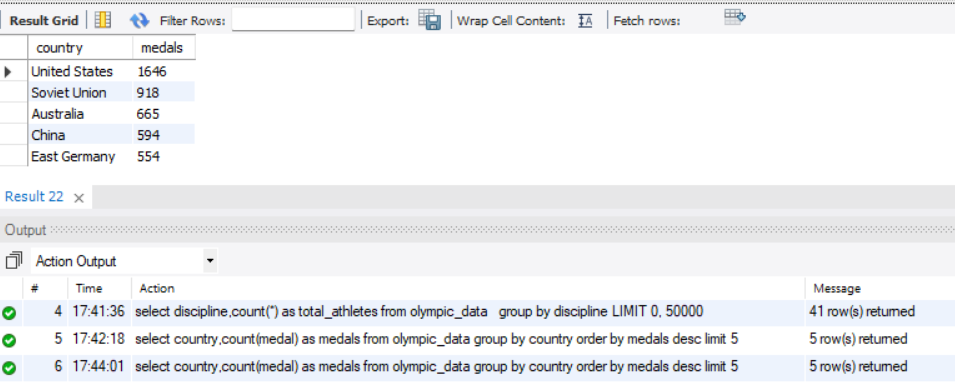 Result Grid Filter Rows: Export: Wrap Cell Content: Fetch rows:
country medals
United States 1646
Soviet Union 918
Australia 665
China 594
East Germany 554
Result 22 ×
Output
Action Output
# Time Action Message
4 17:41:36 select discipline,count(*) as total_athletes from olympic_data group by discipline LIMIT 0, 50000 41 row(s) returned
5 17:42:18 select country,count(medal) as medals from olympic_data group by country order by medals desc limit 5 5 row(s) returned
6 17:44:01 select country,count(medal) as medals from olympic_data group by country order by medals desc limit 5 5 row(s) returned